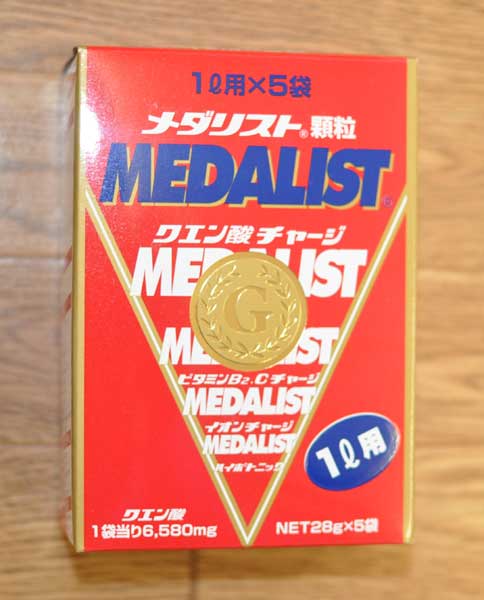 1ℓ用×5袋
メダリスト®顆粒
MEDALIST®
クエン酸チャージ
MEDALIST
G
MEDALIST
ビタミンB2.Cチャージ
MEDALIST
イオンチャージ
MEDALIST
ハイポトニック
1ℓ用
クエン酸
1袋当り6,580mg
NET28g×5袋